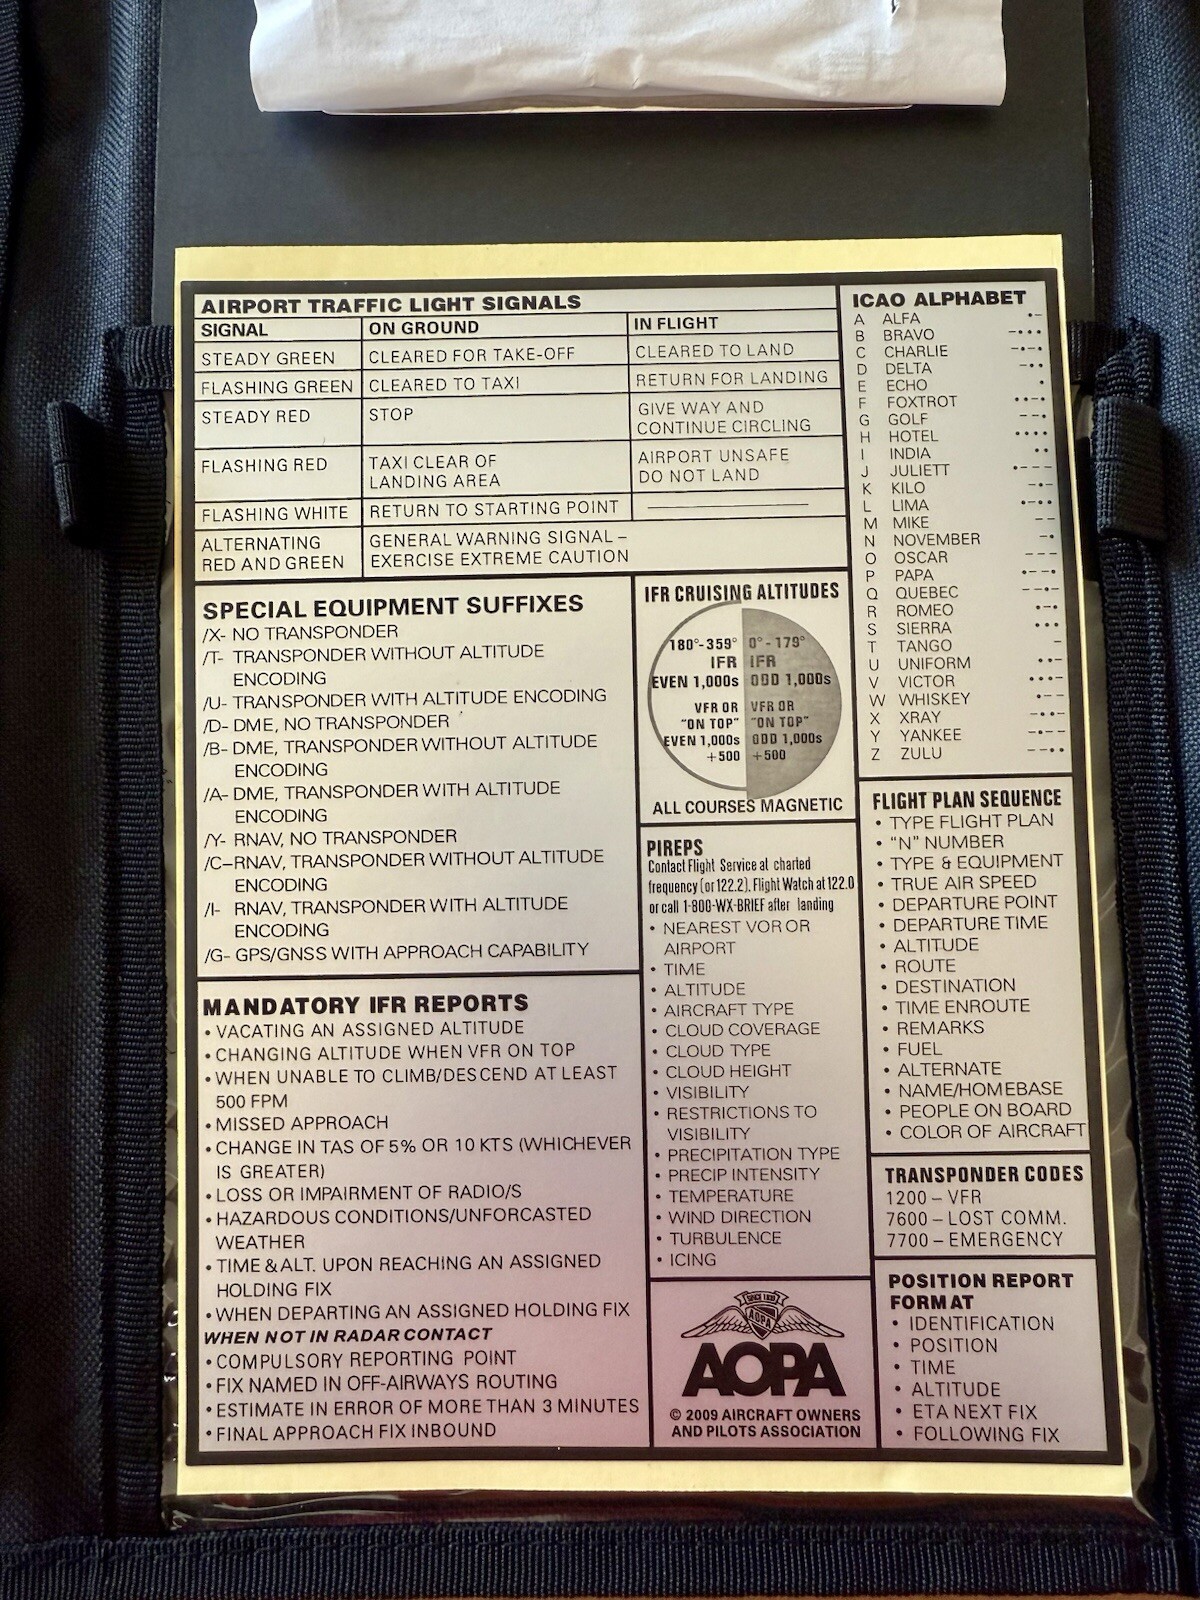 AIRPORT TRAFFIC LIGHT SIGNALS
SIGNAL ON GROUND IN FLIGHT
STEADY GREEN CLEARED FOR TAKE-OFF CLEARED TO LAND
FLASHING GREEN CLEARED TO TAXI RETURN FOR LANDING
STEADY RED STOP GIVE WAY AND
CONTINUE CIRCLING
FLASHING RED TAXI CLEAR OF AIRPORT UNSAFE
LANDING AREA DO NOT LAND
FLASHING WHITE RETURN TO STARTING POINT
ALTERNATING GENERAL WARNING SIGNAL –
RED AND GREEN EXERCISE EXTREME CAUTION
ICAO ALPHABET
A ALFA •–
B BRAVO –•••
C CHARLIE –•–•
D DELTA –••
E ECHO •
F FOXTROT ••–•
G GOLF ––•
H HOTEL ••••
I INDIA ••
J JULIETT •–––
K KILO –•–
L LIMA •–••
M MIKE ––
N NOVEMBER –•
O OSCAR –––
P PAPA •––•
Q QUEBEC ––•–
R ROMEO •–•
S SIERRA •••
T TANGO –
U UNIFORM ••–
V VICTOR •••–
W WHISKEY •––
X XRAY –••–
Y YANKEE –•––
Z ZULU ––••
SPECIAL EQUIPMENT SUFFIXES
/X- NO TRANSPONDER
/T- TRANSPONDER WITHOUT ALTITUDE
ENCODING
/U- TRANSPONDER WITH ALTITUDE ENCODING
/D- DME, NO TRANSPONDER
/B- DME, TRANSPONDER WITHOUT ALTITUDE
ENCODING
/A- DME, TRANSPONDER WITH ALTITUDE
ENCODING
/Y- RNAV, NO TRANSPONDER
/C–RNAV, TRANSPONDER WITHOUT ALTITUDE
ENCODING
/I- RNAV, TRANSPONDER WITH ALTITUDE
ENCODING
/G- GPS/GNSS WITH APPROACH CAPABILITY
IFR CRUISING ALTITUDES
180°-359° 0°-179°
IFR IFR
EVEN 1,000s ODD 1,000s
VFR OR VFR OR
"ON TOP" "ON TOP"
EVEN 1,000s ODD 1,000s
+500 +500
ALL COURSES MAGNETIC
MANDATORY IFR REPORTS
• VACATING AN ASSIGNED ALTITUDE
• CHANGING ALTITUDE WHEN VFR ON TOP
• WHEN UNABLE TO CLIMB/DESCEND AT LEAST
500 FPM
• MISSED APPROACH
• CHANGE IN TAS OF 5% OR 10 KTS (WHICHEVER
IS GREATER)
• LOSS OR IMPAIRMENT OF RADIO/S
• HAZARDOUS CONDITIONS/UNFORCASTED
WEATHER
• TIME & ALT. UPON REACHING AN ASSIGNED
HOLDING FIX
• WHEN DEPARTING AN ASSIGNED HOLDING FIX
WHEN NOT IN RADAR CONTACT
• COMPULSORY REPORTING POINT
• FIX NAMED IN OFF-AIRWAYS ROUTING
• ESTIMATE IN ERROR OF MORE THAN 3 MINUTES
• FINAL APPROACH FIX INBOUND
PIREPS
Contact Flight Service at charted
frequency (or 122.2), Flight Watch at 122.0
or call 1-800-WX-BRIEF after landing
• NEAREST VOR OR
AIRPORT
• TIME
• ALTITUDE
• AIRCRAFT TYPE
• CLOUD COVERAGE
• CLOUD TYPE
• CLOUD HEIGHT
• VISIBILITY
• RESTRICTIONS TO
VISIBILITY
• PRECIPITATION TYPE
• PRECIP INTENSITY
• TEMPERATURE
• WIND DIRECTION
• TURBULENCE
• ICING
SINCE 1939
AOPA
AOPA
© 2009 AIRCRAFT OWNERS
AND PILOTS ASSOCIATION
FLIGHT PLAN SEQUENCE
• TYPE FLIGHT PLAN
• "N" NUMBER
• TYPE & EQUIPMENT
• TRUE AIR SPEED
• DEPARTURE POINT
• DEPARTURE TIME
• ALTITUDE
• ROUTE
• DESTINATION
• TIME ENROUTE
• REMARKS
• FUEL
• ALTERNATE
• NAME/HOMEBASE
• PEOPLE ON BOARD
• COLOR OF AIRCRAFT
TRANSPONDER CODES
1200 – VFR
7600 – LOST COMM.
7700 – EMERGENCY
POSITION REPORT
FORMAT
• IDENTIFICATION
• POSITION
• TIME
• ALTITUDE
• ETA NEXT FIX
• FOLLOWING FIX